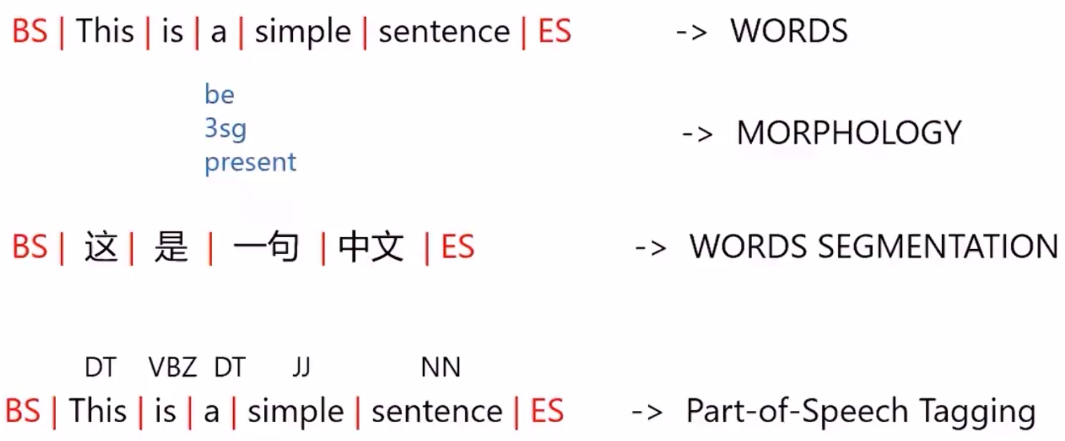 BS | This | is | a | simple | sentence | ES -> WORDS
be
3sg
present
-> MORPHOLOGY
BS | 这 | 是 | 一句 | 中文 | ES -> WORDS SEGMENTATION
DT VBZ DT JJ NN
BS | This | is | a | simple | sentence | ES -> Part-of-Speech Tagging